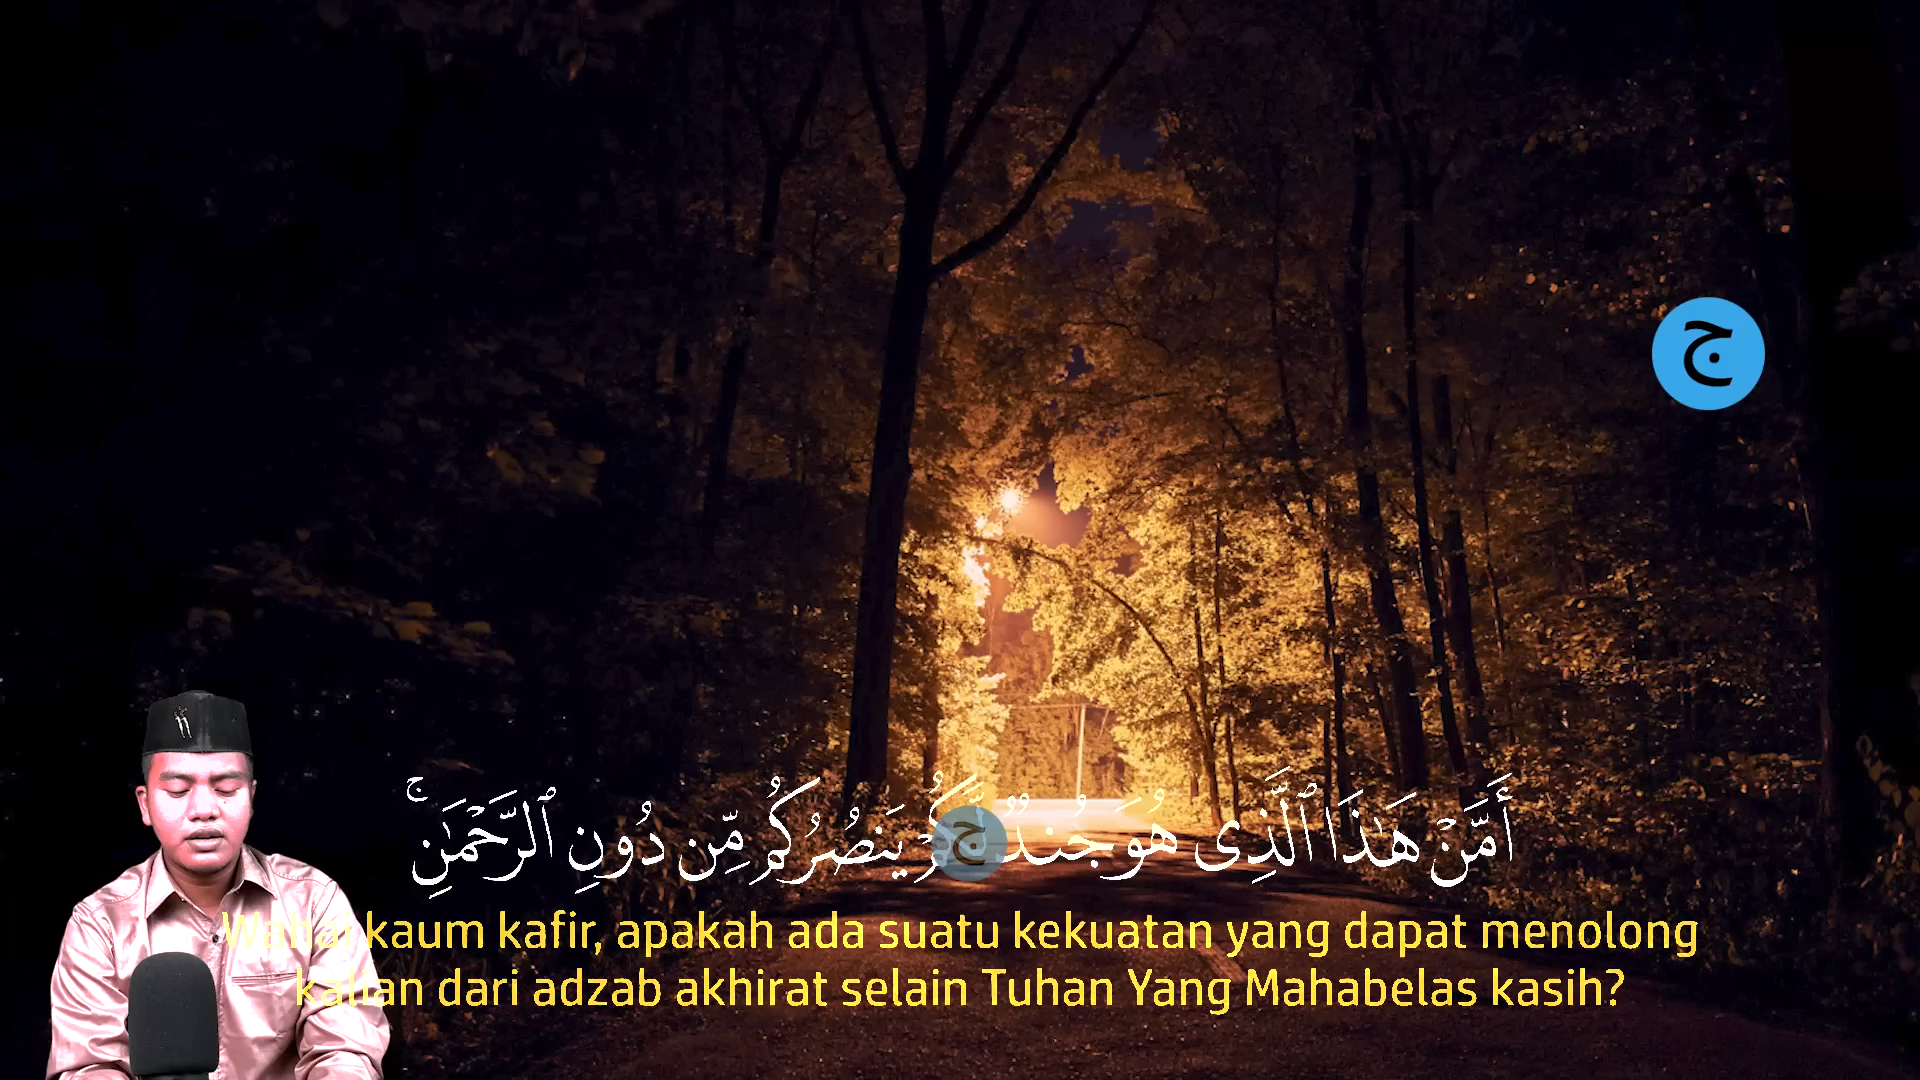 ج
أَمَّنْ هَـٰذَا ٱلَّذِى هُوَ جُندٌ لَّكُمْ يَنصُرُكُم مِّن دُونِ ٱلرَّحْمَـٰنِ ۚ
ج
Wahai kaum kafir, apakah ada suatu kekuatan yang dapat menolong
kalian dari adzab akhirat selain Tuhan Yang Mahabelas kasih?